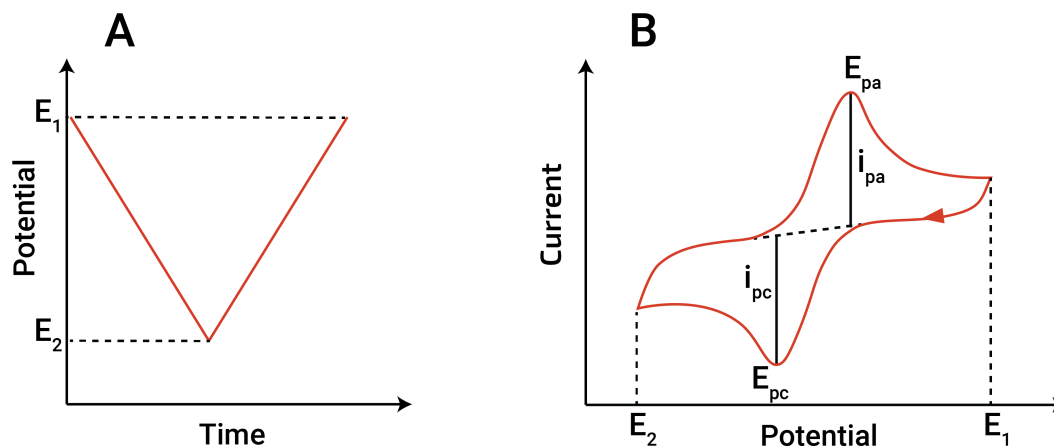 A
E1
Potential
E2
Time
B
Epa
ipa
Current
ipc
Epc
E2
Potential
E1